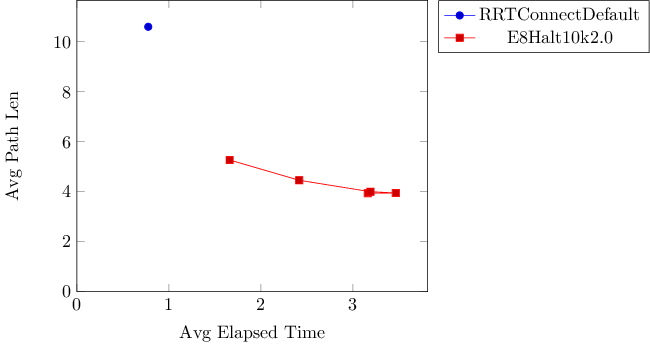 RRTConnectDefault
E8Halt10k2.0
10
8
6
4
2
0
0 1 2 3
Avg Path Len
Avg Elapsed Time